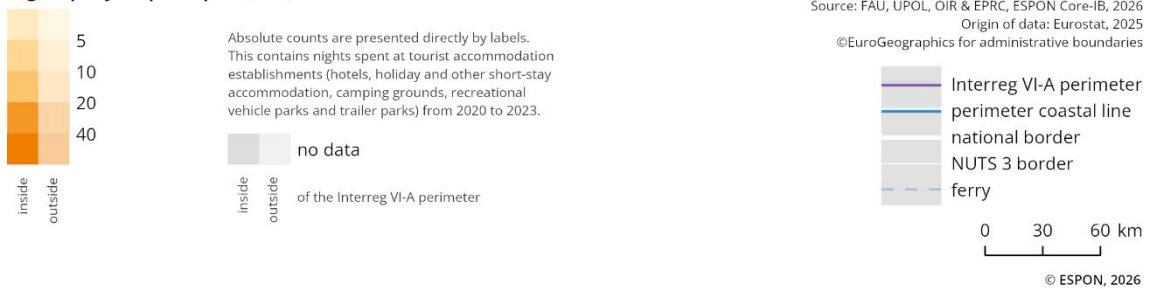 Source: FAU, UPOL, OIR & EPRC, ESPON Core-IB, 2026
Origin of data: Eurostat, 2025
©EuroGeographics for administrative boundaries
5
10
20
40
inside
outside
Absolute counts are presented directly by labels.
This contains nights spent at tourist accommodation
establishments (hotels, holiday and other short-stay
accommodation, camping grounds, recreational
vehicle parks and trailer parks) from 2020 to 2023.
no data
inside
outside
of the Interreg VI-A perimeter
Interreg VI-A perimeter
perimeter coastal line
national border
NUTS 3 border
ferry
0 30 60 km
© ESPON, 2026